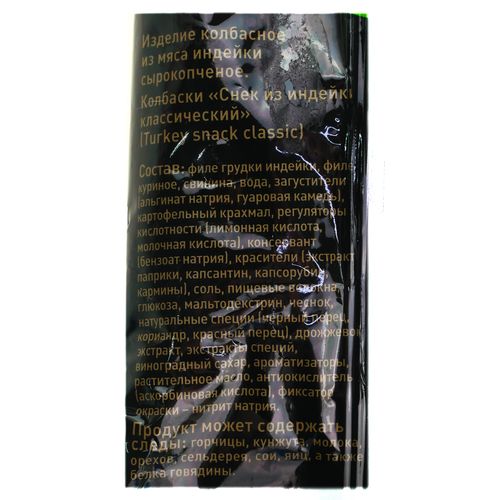 Изделие колбасное
из мяса индейки
сырокопченое.
Колбаски «Снек из индейки
классический»
(Turkey snack classic)
Состав: филе грудки индейки, филе
куриное, свинина, вода, загустители
(альгинат натрия, гуаровая камедь),
картофельный крахмал, регуляторы
кислотности (лимонная кислота,
молочная кислота), консервант
(бензоат натрия), красители (экстракт
паприки, капсантин, капсорубин,
кармины), соль, пищевые волокна,
глюкоза, мальтодекстрин, чеснок,
натуральные специи (черный перец,
кориандр, красный перец), дрожжевой
экстракт, экстракты специй,
виноградный сахар, ароматизаторы,
растительное масло, антиокислитель
(аскорбиновая кислота), фиксатор
окраски – нитрит натрия.
Продукт может содержать
следы: горчицы, кунжута, молока,
орехов, сельдерея, сои, яиц, а также
белка говядины.